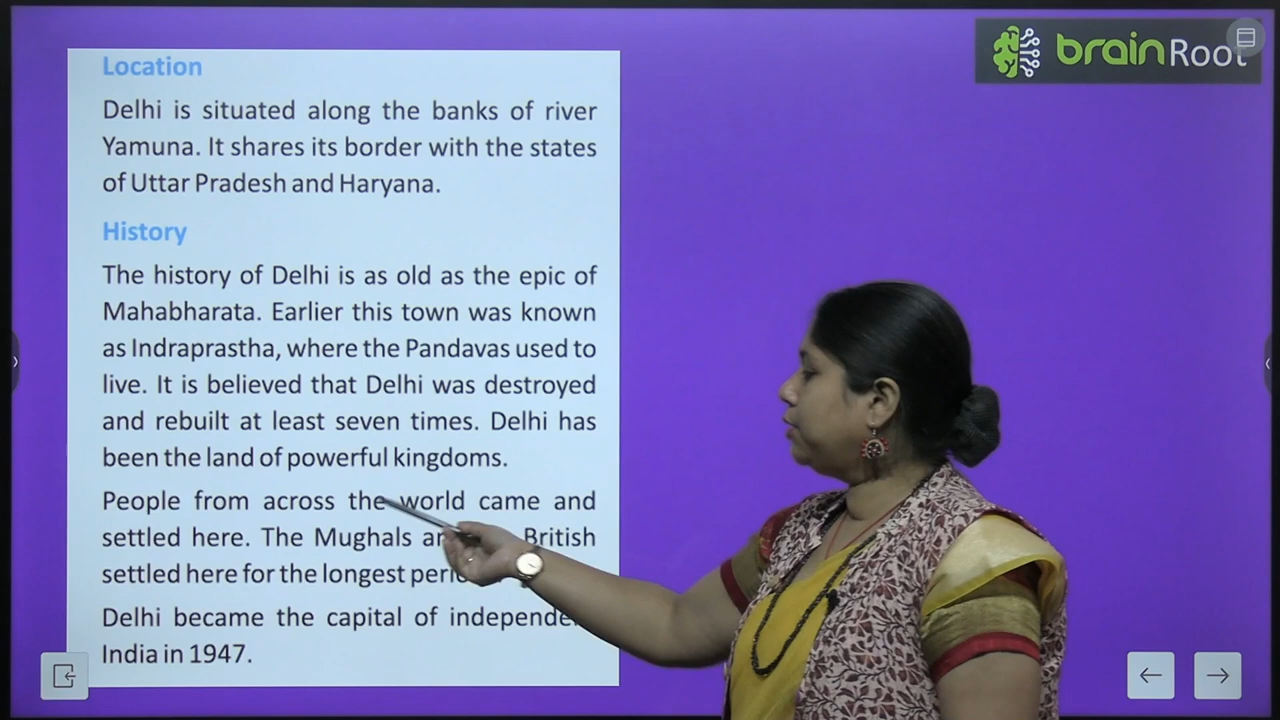 brainRoot
Location
Delhi is situated along the banks of river
Yamuna. It shares its border with the states
of Uttar Pradesh and Haryana.
History
The history of Delhi is as old as the epic of
Mahabharata. Earlier this town was known
as Indraprastha, where the Pandavas used to
live. It is believed that Delhi was destroyed
and rebuilt at least seven times. Delhi has
been the land of powerful kingdoms.
People from across the world came and
settled here. The Mughals British
settled here for the longest
Delhi became the capital of
India in 1947.